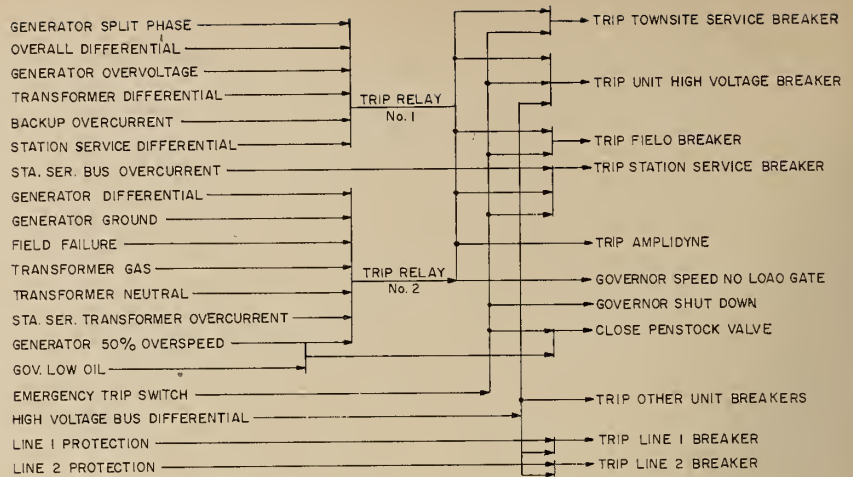 GENERATOR SPLIT PHASE
OVERALL DIFFERENTIAL
GENERATOR OVERVOLTAGE
TRANSFORMER DIFFERENTIAL
BACKUP OVERCURRENT
STATION SERVICE DIFFERENTIAL
STA. SER. BUS OVERCURRENT
GENERATOR DIFFERENTIAL
GENERATOR GROUND
FIELD FAILURE
TRANSFORMER GAS
TRANSFORMER NEUTRAL
STA. SER. TRANSFORMER OVERCURRENT
GENERATOR 50% OVERSPEED
GOV. LOW OIL
EMERGENCY TRIP SWITCH
HIGH VOLTAGE BUS DIFFERENTIAL
LINE 1 PROTECTION
LINE 2 PROTECTION
TRIP RELAY
No. 1
TRIP RELAY
No. 2
TRIP TOWNSITE SERVICE BREAKER
TRIP UNIT HIGH VOLTAGE BREAKER
TRIP FIELD BREAKER
TRIP STATION SERVICE BREAKER
TRIP AMPLIDYNE
GOVERNOR SPEED NO LOAD GATE
GOVERNOR SHUT DOWN
CLOSE PENSTOCK VALVE
TRIP OTHER UNIT BREAKERS
TRIP LINE 1 BREAKER
TRIP LINE 2 BREAKER